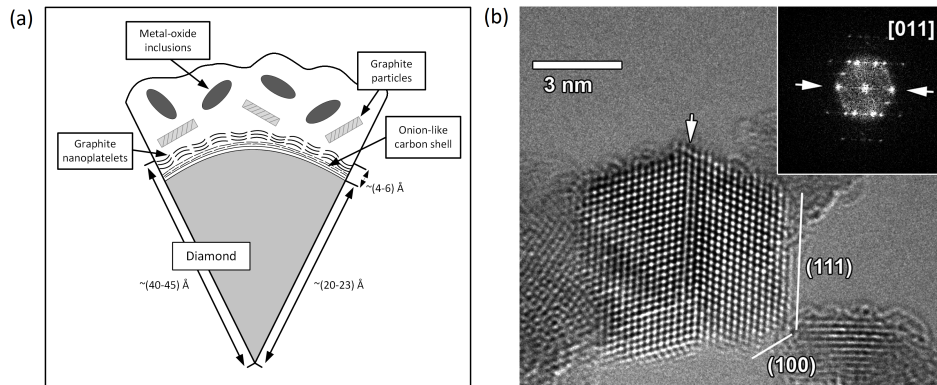 (a)
Metal-oxide
inclusions
Graphite
particles
Graphite
nanoplatelets
Onion-like
carbon shell
~(4-6) Å
Diamond
~(40-45) Å
~(20-23) Å
(b)
3 nm
[011]
(111)
(100)